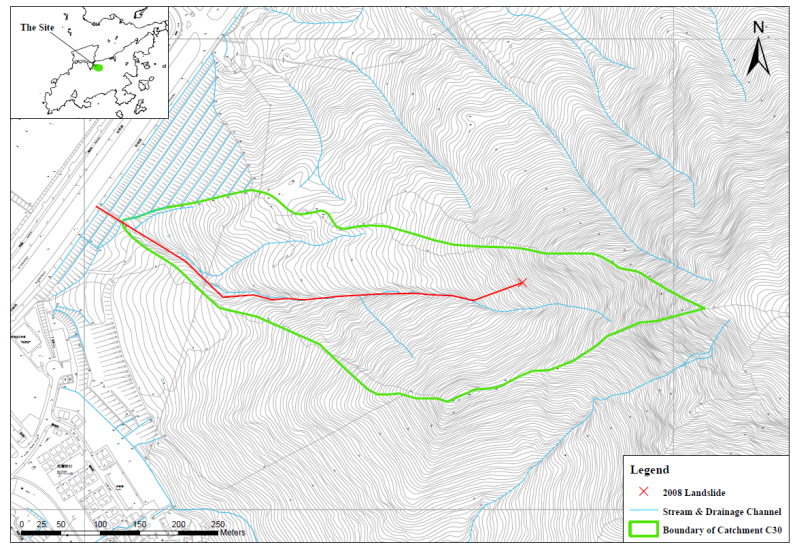 The Site
N
Legend
2008 Landslide
Stream & Drainage Channel
Boundary of Catchment C30
0 25 50 100 150 200 250
Meters